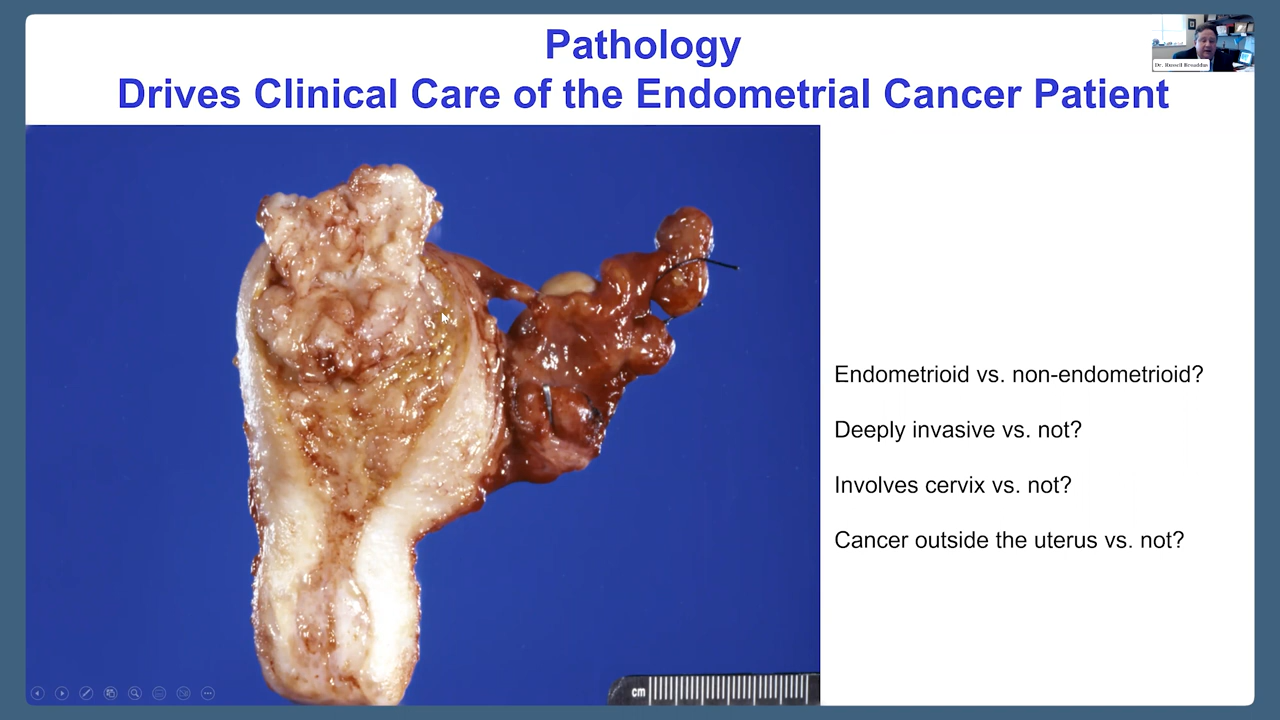 Pathology
Drives Clinical Care of the Endometrial Cancer Patient
Dr. Russell
Endometrioid vs. non-endometrioid?
Deeply invasive vs. not?
Involves cervix vs. not?
Cancer outside the uterus vs. not?
cm